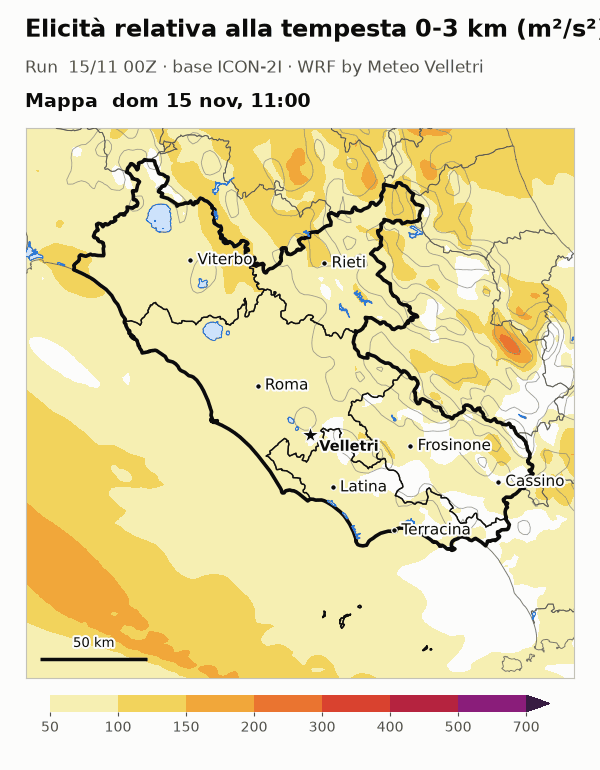 Elicità relativa alla tempesta 0-3 km (m²/s²)
Run 15/11 00Z · base ICON-2I · WRF by Meteo Velletri
Mappa dom 15 nov, 11:00
Viterbo
Rieti
Roma
Velletri
Frosinone
Cassino
Latina
Terracina
50 km
50 100 150 200 300 400 500 700